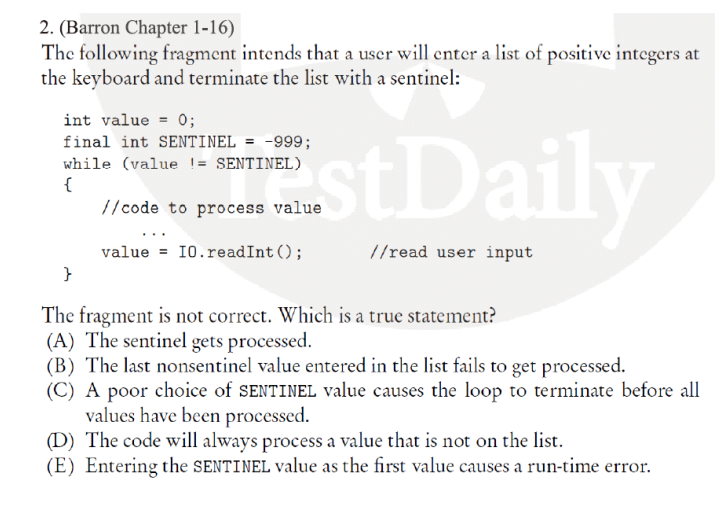 2. (Barron Chapter 1-16)
The following fragment intends that a user will enter a list of positive integers at
the keyboard and terminate the list with a sentinel:
int value = 0;
final int SENTINEL = -999;
while (value != SENTINEL)
{
//code to process value
...
value = IO.readInt(); //read user input
}
The fragment is not correct. Which is a true statement?
(A) The sentinel gets processed.
(B) The last nonsentinel value entered in the list fails to get processed.
(C) A poor choice of SENTINEL value causes the loop to terminate before all
values have been processed.
(D) The code will always process a value that is not on the list.
(E) Entering the SENTINEL value as the first value causes a run-time error.
TestDaily